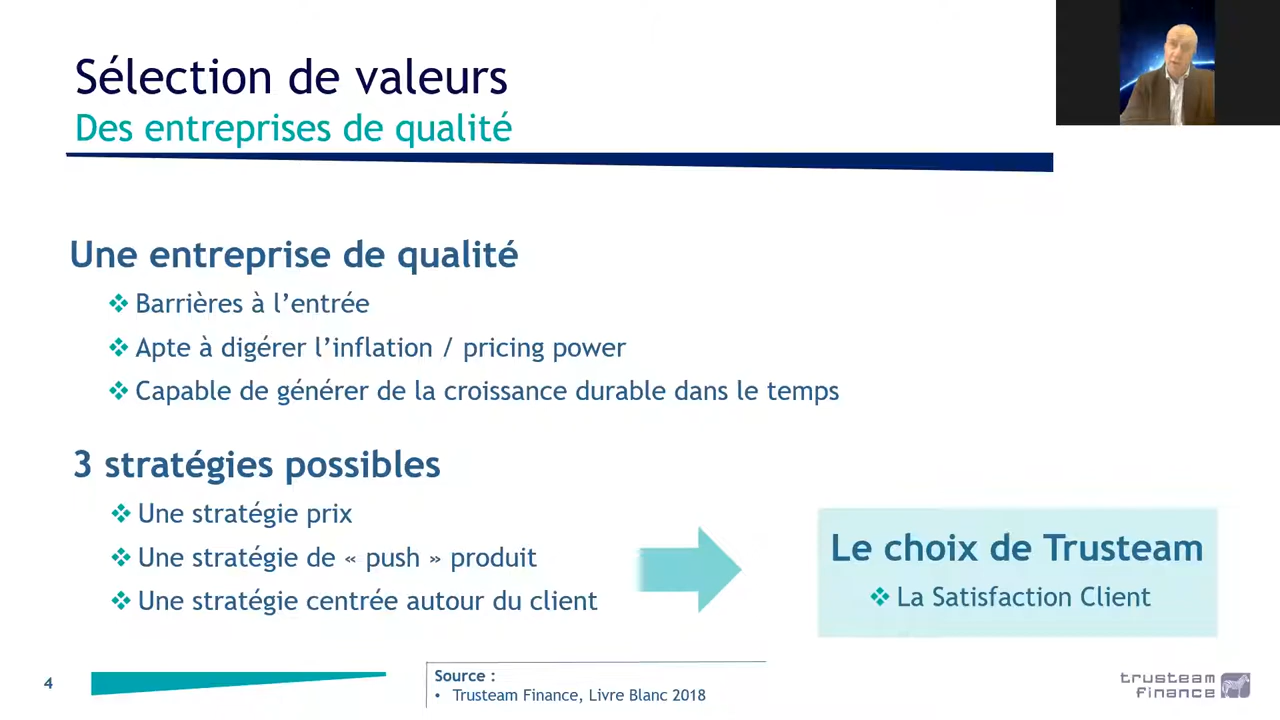 Sélection de valeurs
Des entreprises de qualité
Une entreprise de qualité
❖ Barrières à l’entrée
❖ Apte à digérer l’inflation / pricing power
❖ Capable de générer de la croissance durable dans le temps
3 stratégies possibles
❖ Une stratégie prix
❖ Une stratégie de « push » produit
❖ Une stratégie centrée autour du client
Le choix de Trusteam
❖ La Satisfaction Client
4
Source :
• Trusteam Finance, Livre Blanc 2018
trusteam
finance